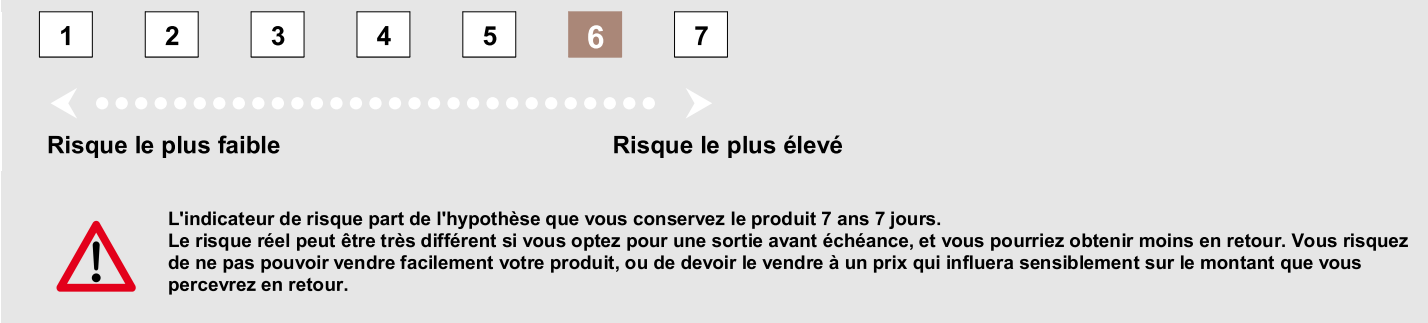 1 2 3 4 5 6 7
Risque le plus faible Risque le plus élevé
L'indicateur de risque part de l'hypothèse que vous conservez le produit 7 ans 7 jours.
Le risque réel peut être très différent si vous optez pour une sortie avant échéance, et vous pourriez obtenir moins en retour. Vous risquez
de ne pas pouvoir vendre facilement votre produit, ou de devoir le vendre à un prix qui influera sensiblement sur le montant que vous
percevrez en retour.